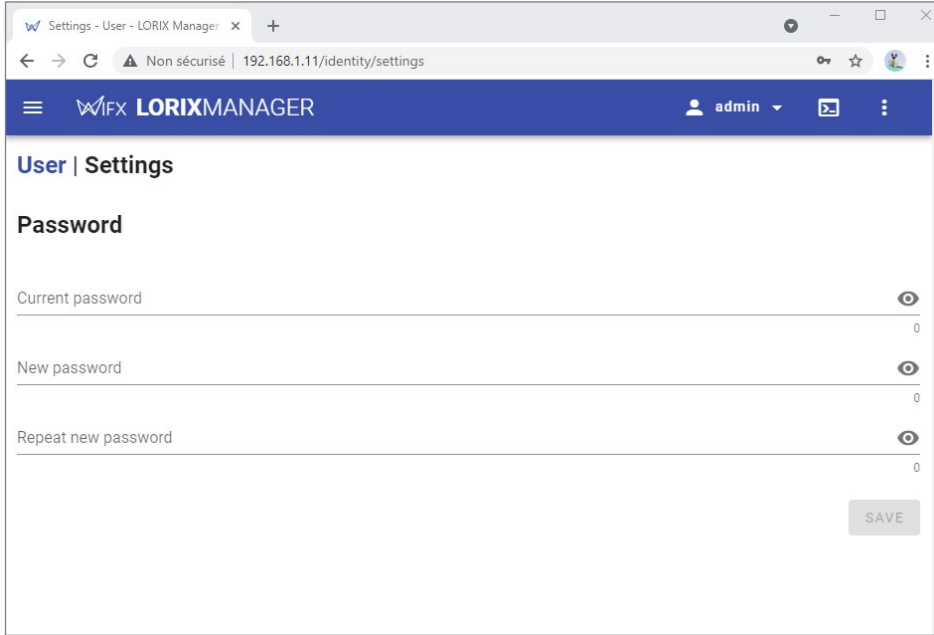 Settings - User - LORIX Manager
Non sécurisé | 192.168.1.11/identity/settings
WIFX LORIXMANAGER
admin
User | Settings
Password
Current password
0
New password
0
Repeat new password
0
SAVE